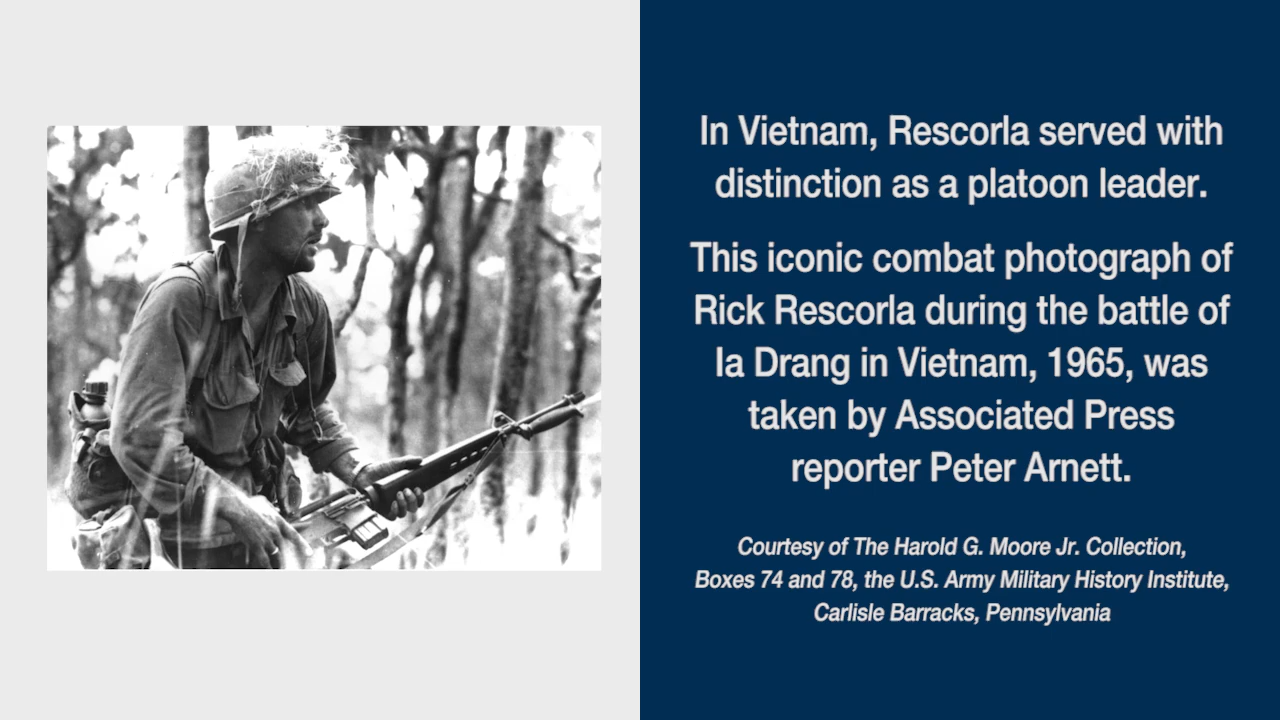 In Vietnam, Rescorla served with
distinction as a platoon leader.
This iconic combat photograph of
Rick Rescorla during the battle of
Ia Drang in Vietnam, 1965, was
taken by Associated Press
reporter Peter Arnett.
Courtesy of The Harold G. Moore Jr. Collection,
Boxes 74 and 78, the U.S. Army Military History Institute,
Carlisle Barracks, Pennsylvania